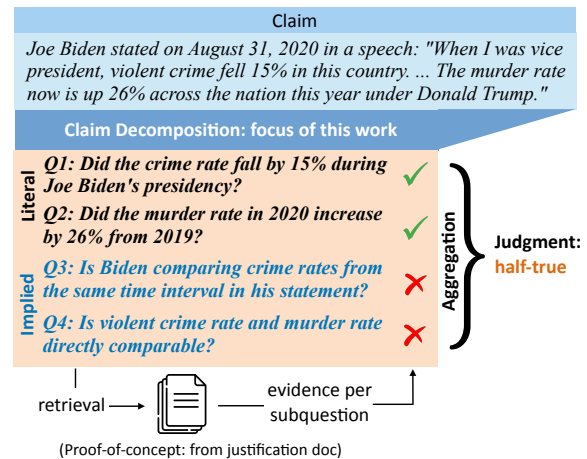 Claim
Joe Biden stated on August 31, 2020 in a speech: "When I was vice
president, violent crime fell 15% in this country. ... The murder rate
now is up 26% across the nation this year under Donald Trump."
Claim Decomposition: focus of this work
Literal
Q1: Did the crime rate fall by 15% during
Joe Biden's presidency?
Q2: Did the murder rate in 2020 increase
by 26% from 2019?
Implied
Q3: Is Biden comparing crime rates from
the same time interval in his statement?
Q4: Is violent crime rate and murder rate
directly comparable?
Aggregation
Judgment:
half-true
retrieval
evidence per
subquestion
(Proof-of-concept: from justification doc)